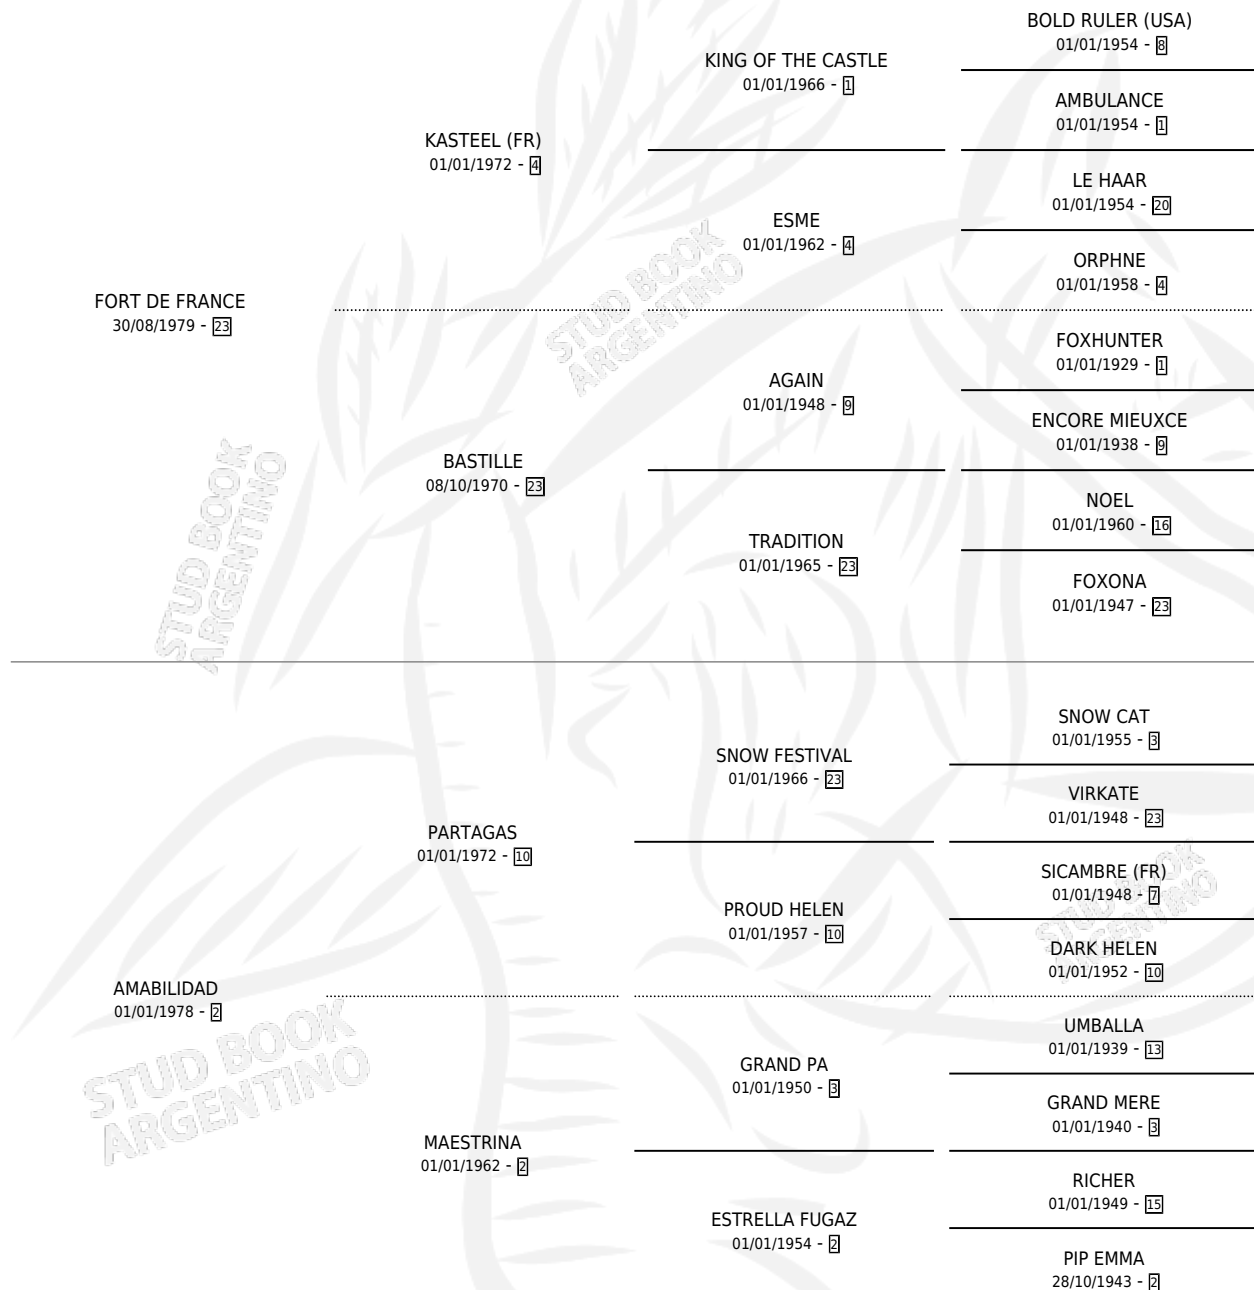 BOLD RULER (USA)
01/01/1954 - 8
KING OF THE CASTLE
01/01/1966 - 1
AMBULANCE
01/01/1954 - 1
KASTEEL (FR)
01/01/1972 - 4
LE HAAR
01/01/1954 - 20
ESME
01/01/1962 - 4
ORPHNE
01/01/1958 - 4
FORT DE FRANCE
30/08/1979 - 23
FOXHUNTER
01/01/1929 - 1
AGAIN
01/01/1948 - 9
ENCORE MIEUXCE
01/01/1938 - 9
BASTILLE
08/10/1970 - 23
NOEL
01/01/1960 - 16
TRADITION
01/01/1965 - 23
FOXONA
01/01/1947 - 23
SNOW CAT
01/01/1955 - 3
SNOW FESTIVAL
01/01/1966 - 23
VIRKATE
01/01/1948 - 23
PARTAGAS
01/01/1972 - 10
SICAMBRE (FR)
01/01/1948 - 7
PROUD HELEN
01/01/1957 - 10
DARK HELEN
01/01/1952 - 10
AMABILIDAD
01/01/1978 - 2
UMBALLA
01/01/1939 - 13
GRAND PA
01/01/1950 - 3
GRAND MERE
01/01/1940 - 3
MAESTRINA
01/01/1962 - 2
RICHER
01/01/1949 - 15
ESTRELLA FUGAZ
01/01/1954 - 2
PIP EMMA
28/10/1943 - 2
STUD BOOK
ARGENTINO
STUD BOOK
ARGENTINO
STUD BOOK
ARGENTINO
STUD BOOK
ARGENTINO